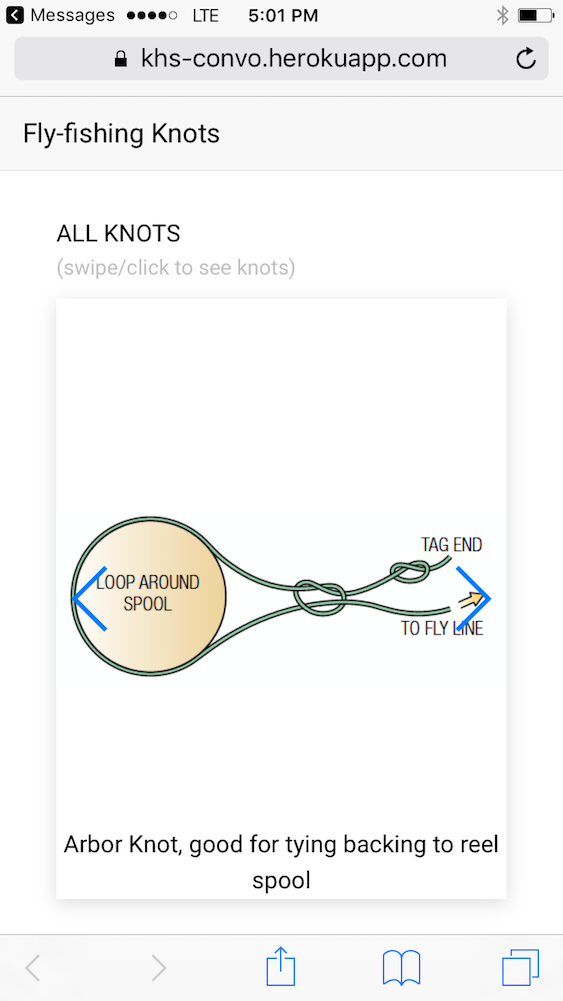 Messages LTE 5:01 PM
khs-convo.herokuapp.com
Fly-fishing Knots
ALL KNOTS
(swipe/click to see knots)
TAG END
LOOP AROUND
SPOOL
TO FLY LINE
Arbor Knot, good for tying backing to reel
spool